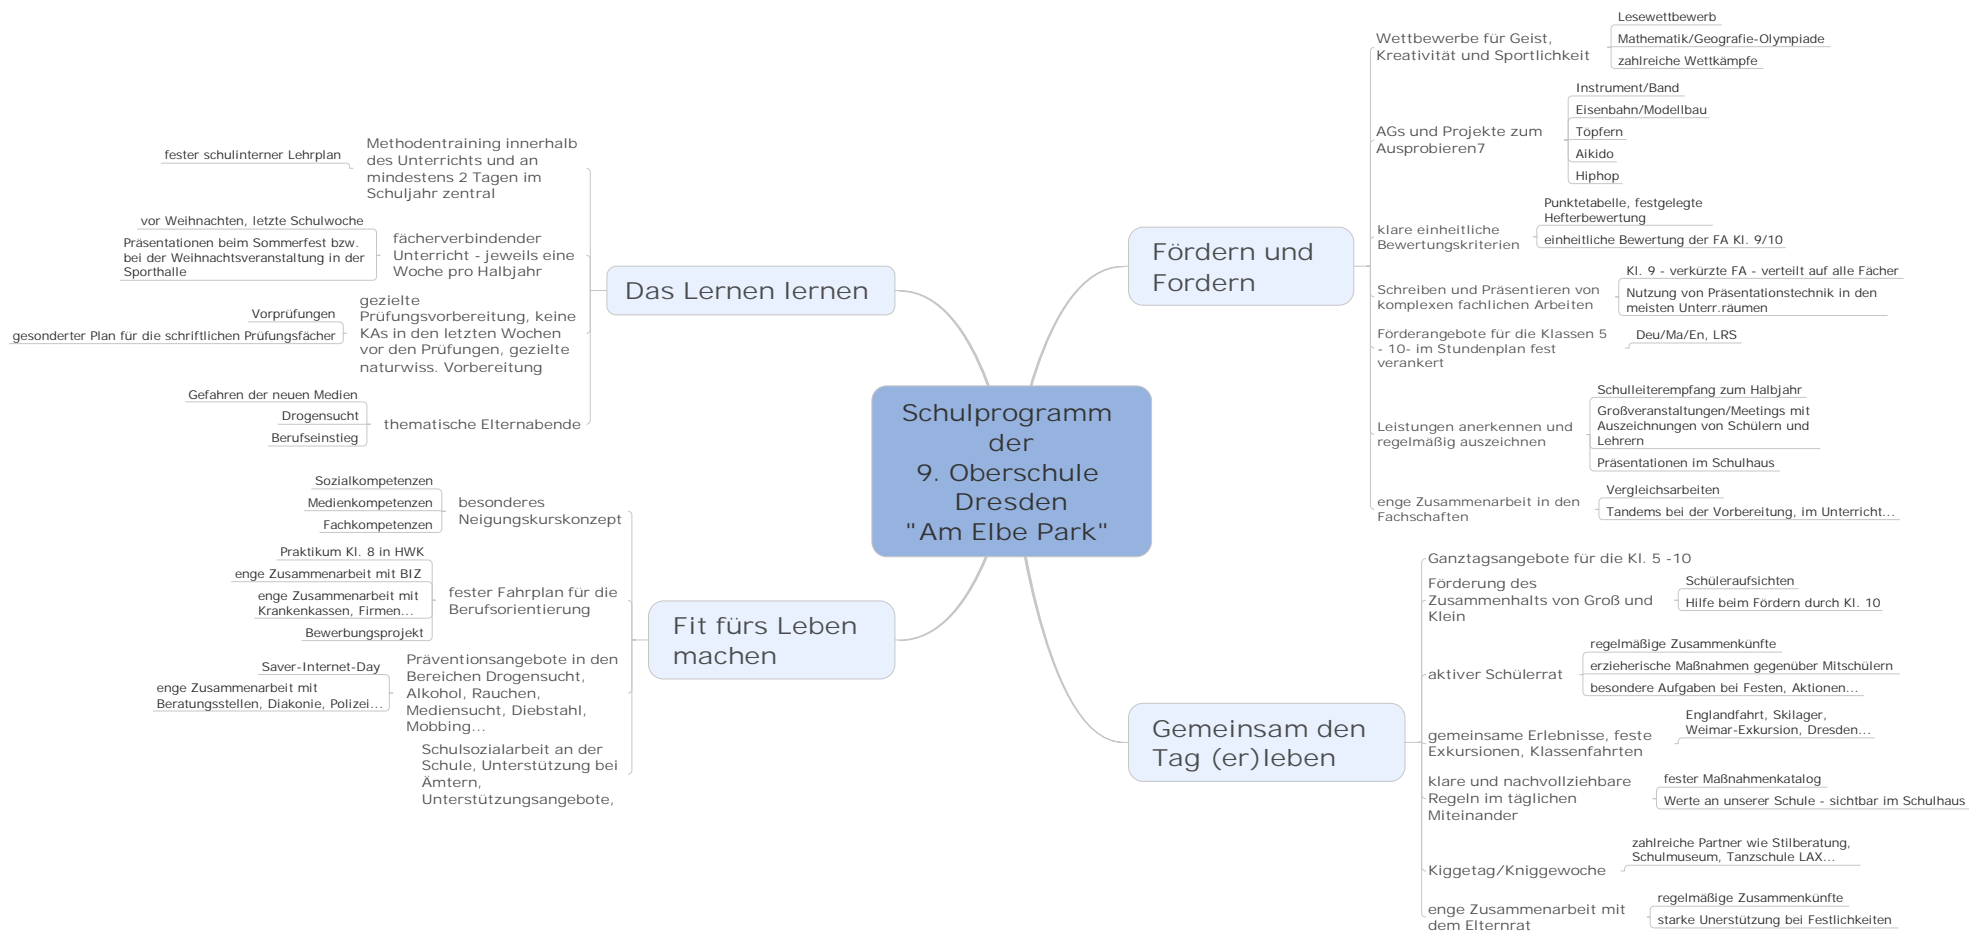 Schulprogramm
der
9. Oberschule
Dresden
"Am Elbe Park"
Das Lernen lernen
Methodentraining innerhalb
des Unterrichts und an
mindestens 2 Tagen im
Schuljahr zentral
fester schulinterner Lehrplan
fächerverbindender
Unterricht - jeweils eine
Woche pro Halbjahr
vor Weihnachten, letzte Schulwoche
Präsentationen beim Sommerfest bzw.
bei der Weihnachtsveranstaltung in der
Sporthalle
gezielte
Prüfungsvorbereitung, keine
KAs in den letzten Wochen
vor den Prüfungen, gezielte
naturwiss. Vorbereitung
Vorprüfungen
gesonderter Plan für die schriftlichen Prüfungsfächer
thematische Elternabende
Gefahren der neuen Medien
Drogensucht
Berufseinstieg
Fit fürs Leben
machen
besonderes
Neigungskurskonzept
Sozialkompetenzen
Medienkompetenzen
Fachkompetenzen
fester Fahrplan für die
Berufsorientierung
Praktikum Kl. 8 in HWK
enge Zusammenarbeit mit BIZ
enge Zusammenarbeit mit
Krankenkassen, Firmen...
Bewerbungsprojekt
Präventionsangebote in den
Bereichen Drogensucht,
Alkohol, Rauchen,
Mediensucht, Diebstahl,
Mobbing...
Saver-Internet-Day
enge Zusammenarbeit mit
Beratungsstellen, Diakonie, Polizei...
Schulsozialarbeit an der
Schule, Unterstützung bei
Ämtern,
Unterstützungsangebote,
Fördern und
Fordern
Wettbewerbe für Geist,
Kreativität und Sportlichkeit
Lesewettbewerb
Mathematik/Geografie-Olympiade
zahlreiche Wettkämpfe
AGs und Projekte zum
Ausprobieren7
Instrument/Band
Eisenbahn/Modellbau
Töpfern
Aikido
Hiphop
klare einheitliche
Bewertungskriterien
Punktetabelle, festgelegte
Hefterbewertung
einheitliche Bewertung der FA Kl. 9/10
Schreiben und Präsentieren von
komplexen fachlichen Arbeiten
Kl. 9 - verkürzte FA - verteilt auf alle Fächer
Nutzung von Präsentationstechnik in den
meisten Unterr.räumen
Förderangebote für die Klassen 5
- 10- im Stundenplan fest
verankert
Deu/Ma/En, LRS
Leistungen anerkennen und
regelmäßig auszeichnen
Schulleiterempfang zum Halbjahr
Großveranstaltungen/Meetings mit
Auszeichnungen von Schülern und
Lehrern
Präsentationen im Schulhaus
enge Zusammenarbeit in den
Fachschaften
Vergleichsarbeiten
Tandems bei der Vorbereitung, im Unterricht...
Gemeinsam den
Tag (er)leben
Ganztagsangebote für die Kl. 5 -10
Förderung des
Zusammenhalts von Groß und
Klein
Schüleraufsichten
Hilfe beim Fördern durch Kl. 10
aktiver Schülerrat
regelmäßige Zusammenkünfte
erzieherische Maßnahmen gegenüber Mitschülern
besondere Aufgaben bei Festen, Aktionen...
gemeinsame Erlebnisse, feste
Exkursionen, Klassenfahrten
Englandfahrt, Skilager,
Weimar-Exkursion, Dresden...
klare und nachvollziehbare
Regeln im täglichen
Miteinander
fester Maßnahmenkatalog
Werte an unserer Schule - sichtbar im Schulhaus
Kiggetag/Kniggewoche
zahlreiche Partner wie Stilberatung,
Schulmuseum, Tanzschule LAX...
enge Zusammenarbeit mit
dem Elternrat
regelmäßige Zusammenkünfte
starke Unerstützung bei Festlichkeiten